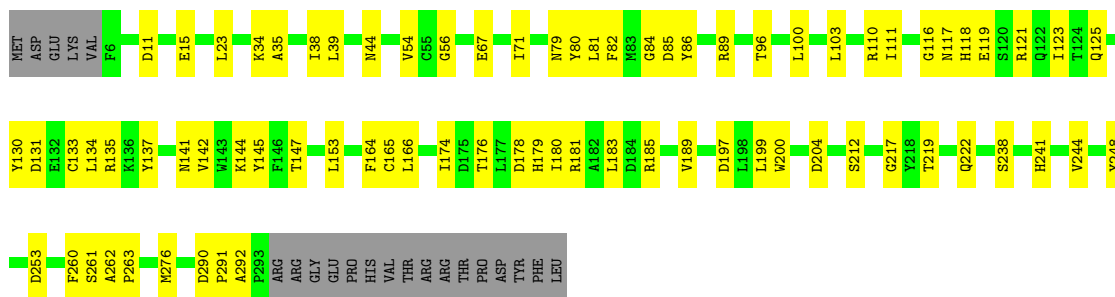 MET ASP GLU LYS VAL F6 D11 E15 L23 K34 A35 I38 L39 N44 V54 C55 G56 E67 I71 N79 Y80 L81 F82 M83 G84 D85 Y86 R89 T96 L100 L103 R110 I111 G116 N117 H118 E119 S120 R121 Q122 I123 T124 Q125
Y130 D131 E132 C133 L134 R135 K136 Y137 N141 V142 W143 K144 Y145 F146 T147 L153 F164 C165 L166 I174 D175 T176 L177 D178 H179 I180 R181 A182 L183 D184 R185 V189 D197 L198 L199 W200 D204 S212 G217 Y218 T219 Q222 S238 H241 V244
D253 F260 S261 A262 P263 M276 D290 P291 A292 P293 ARG ARG GLY GLU PRO HIS VAL THR ARG ARG THR PRO ASP TYR PHE LEU